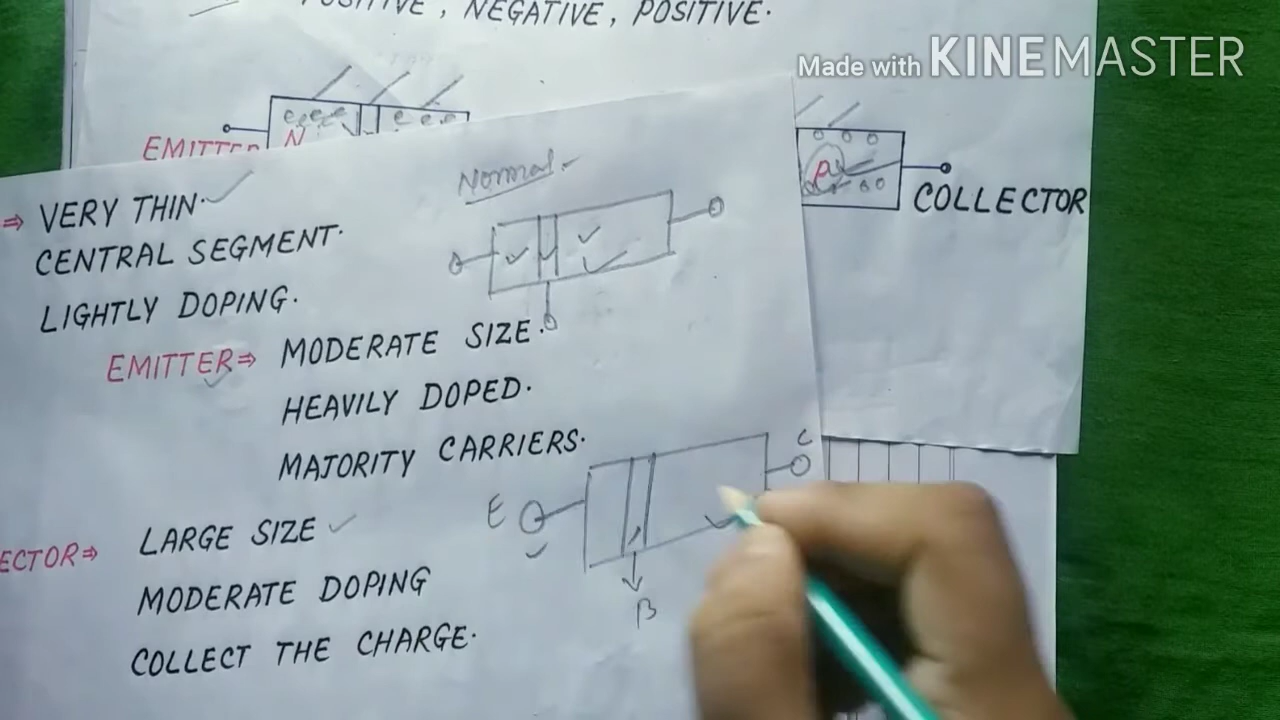 POSITIVE, NEGATIVE, POSITIVE.
Made with KINEMASTER
e e e e
e e e
EMITTER
N
P
COLLECTOR
Normal
⇒ VERY THIN.
CENTRAL SEGMENT.
LIGHTLY DOPING.
EMITTER⇒ MODERATE SIZE.
HEAVILY DOPED.
MAJORITY CARRIERS.
C
E
B
ECTOR⇒ LARGE SIZE
MODERATE DOPING
COLLECT THE CHARGE.